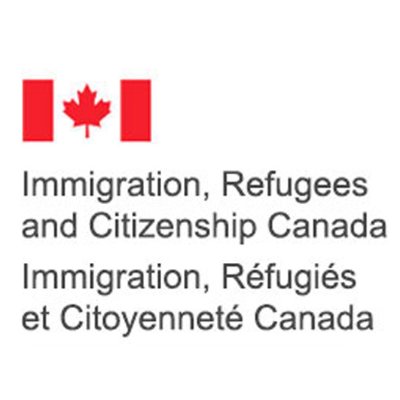 Immigration, Refugees
and Citizenship Canada
Immigration, Réfugiés
et Citoyenneté Canada